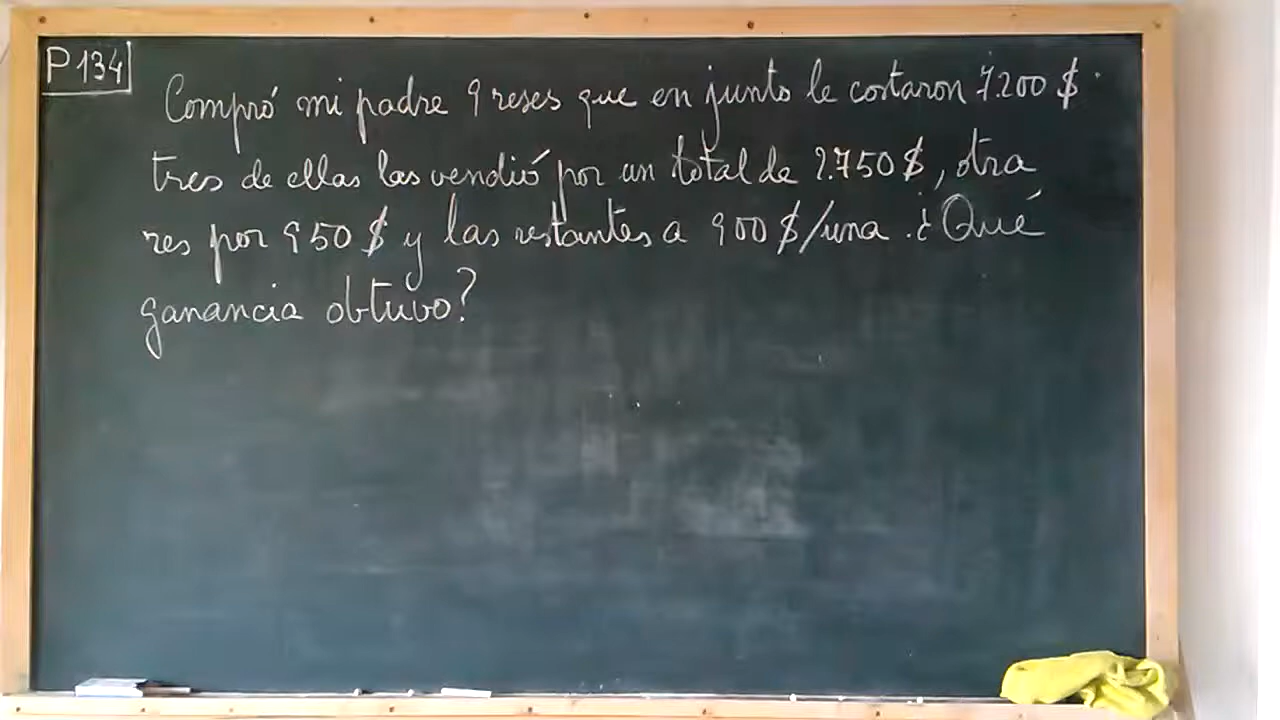 P134
Compró mi padre 9 reses que en junto le costaron 7.200 $.
tres de ellas las vendió por un total de 2.750 $, otra
res por 950 $ y las restantes a 900 $/una. ¿Qué
ganancia obtuvo?